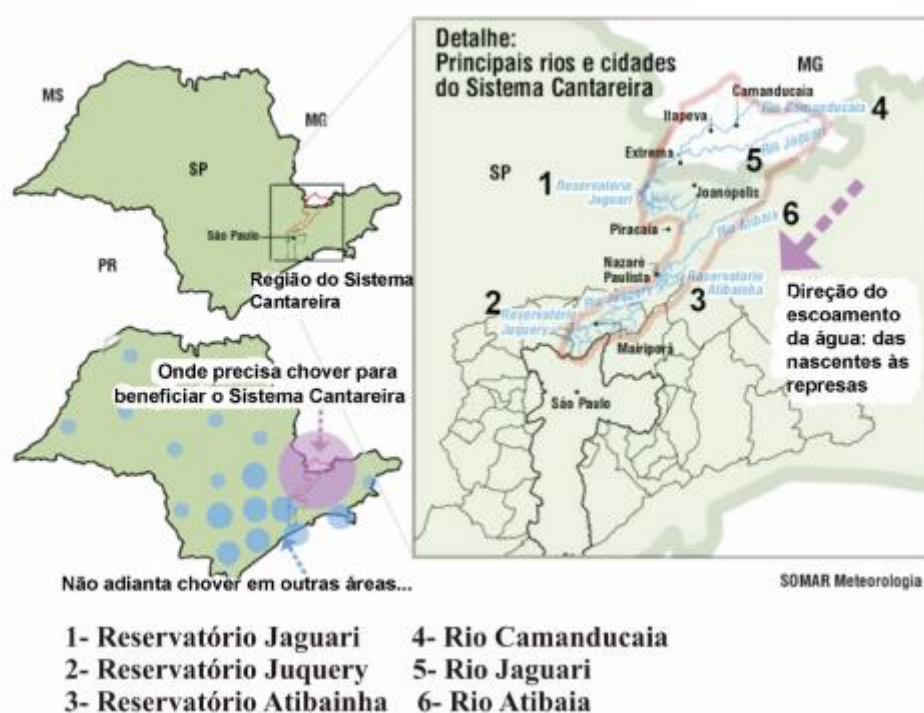 MS
MG
SP
PR
São Paulo
Região do Sistema
Cantareira
Onde precisa chover para
beneficiar o Sistema Cantareira
Não adianta chover em outras áreas...
Detalhe:
Principais rios e cidades
do Sistema Cantareira
MG
Camanducaia
Rio Camanducaia
4
Itapeva
Rio Jaguari
Extrema
5
SP
1
Reservatório
Jaguari
Joanópolis
6
Rio Atibaia
Piracaia
Nazaré
Paulista
Reservatório
Atibainha
Rio Juquery
2
Reservatório
Juquery
3
Mairiporã
São Paulo
Direção do
escoamento
da água: das
nascentes às
represas
SOMAR Meteorologia
1- Reservatório Jaguari
4- Rio Camanducaia
2- Reservatório Juquery
5- Rio Jaguari
3- Reservatório Atibainha
6- Rio Atibaia